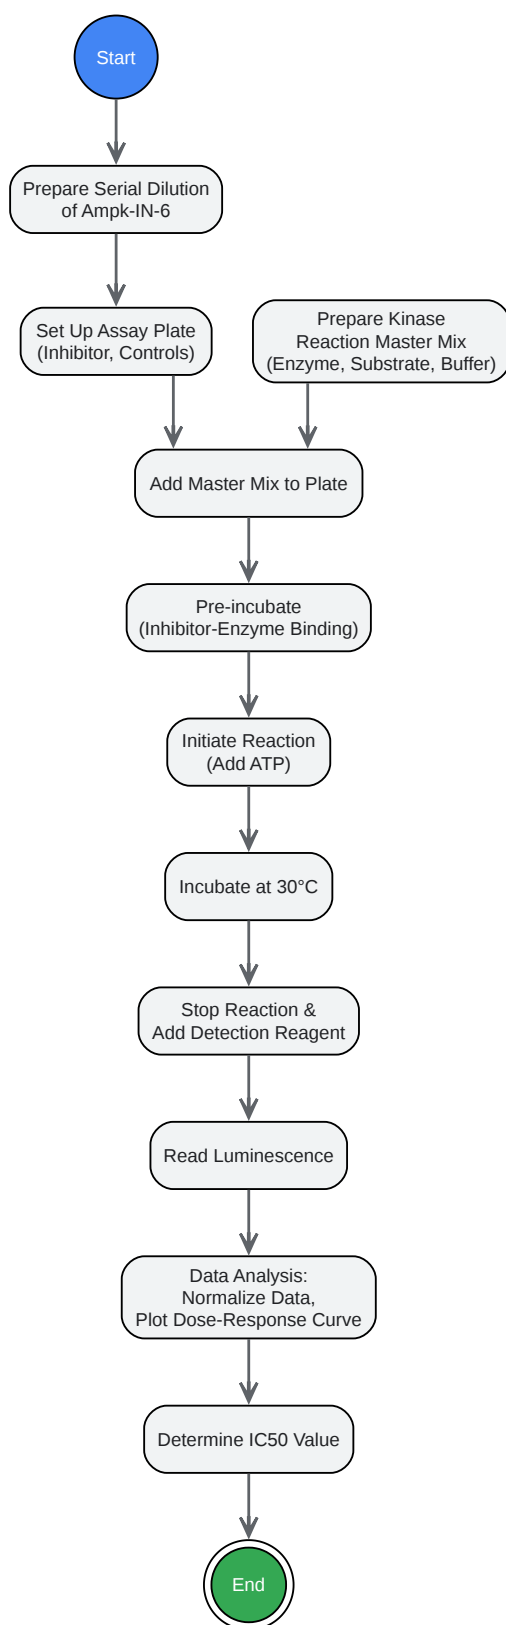 Start
Prepare Serial Dilution
of Ampk-IN-6
Set Up Assay Plate
(Inhibitor, Controls)
Prepare Kinase
Reaction Master Mix
(Enzyme, Substrate, Buffer)
Add Master Mix to Plate
Pre-incubate
(Inhibitor-Enzyme Binding)
Initiate Reaction
(Add ATP)
Incubate at 30°C
Stop Reaction &
Add Detection Reagent
Read Luminescence
Data Analysis:
Normalize Data,
Plot Dose-Response Curve
Determine IC50 Value
End